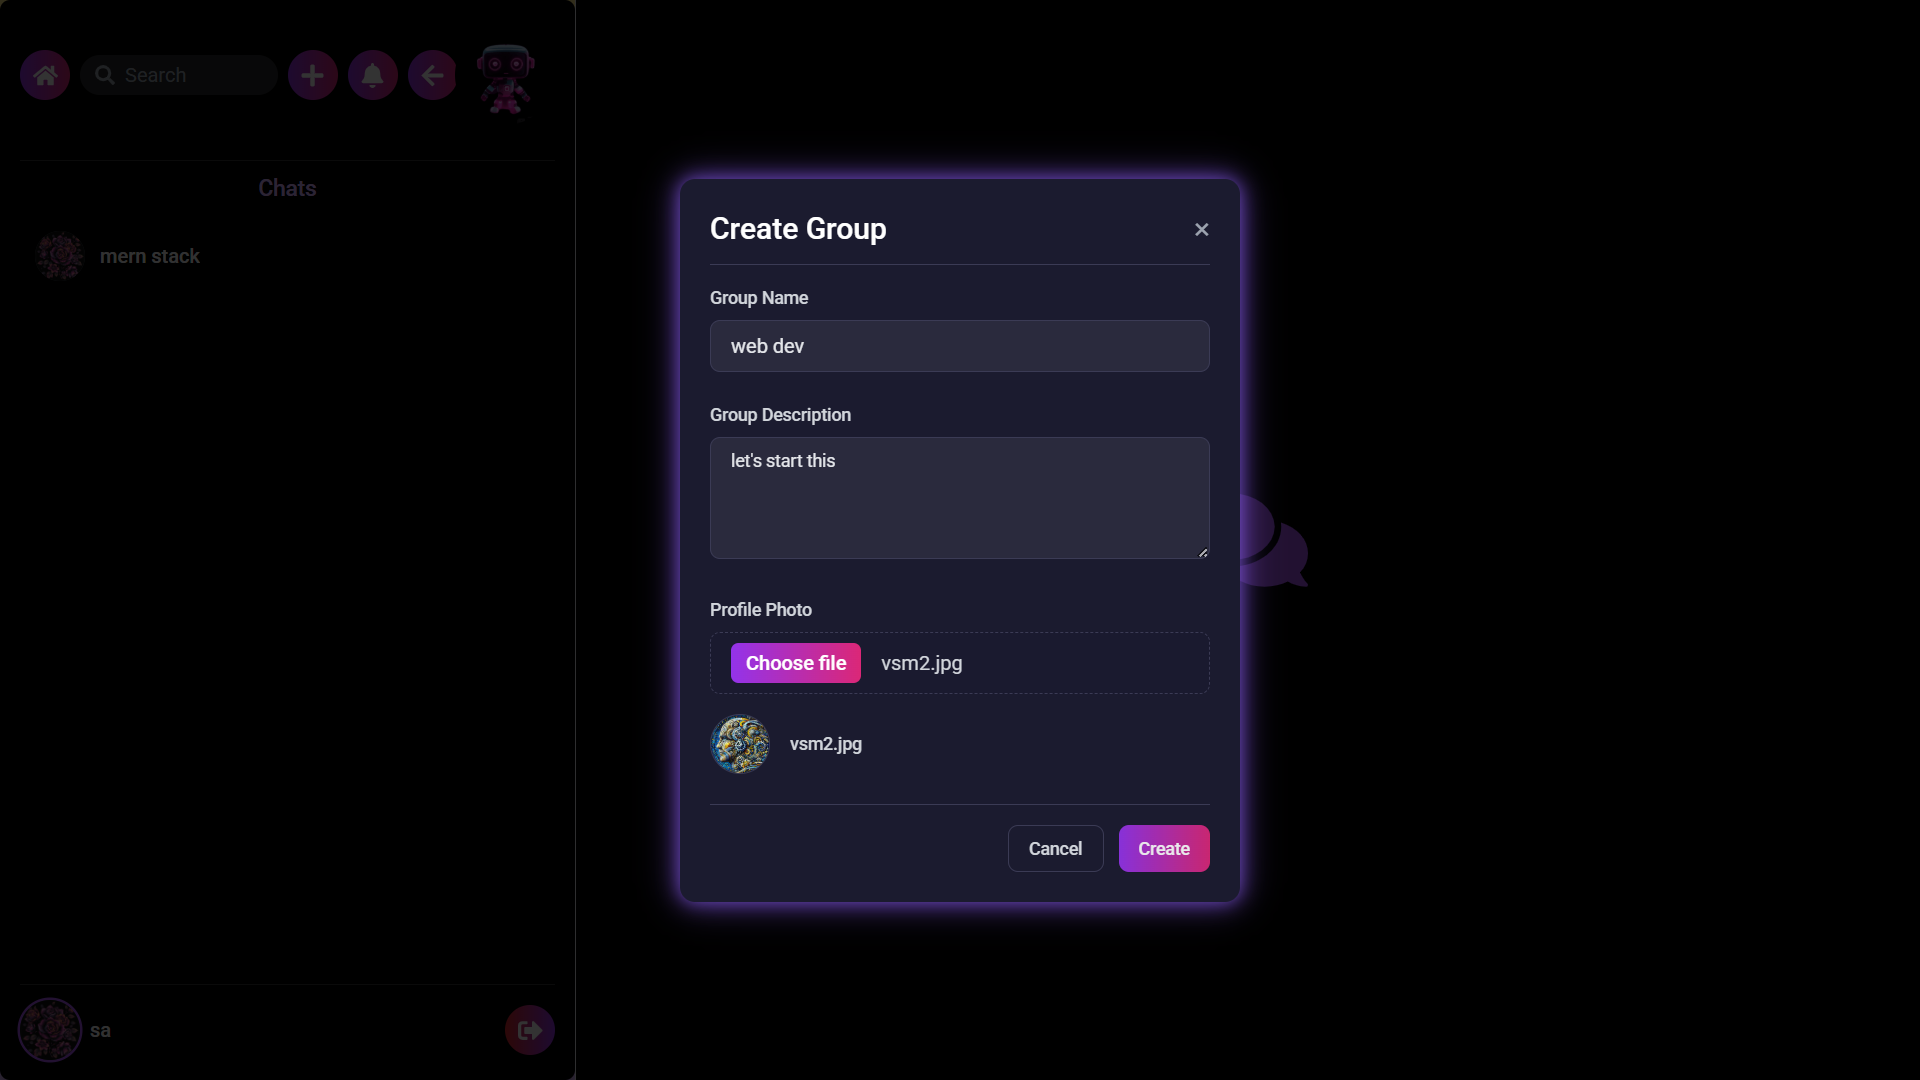 Search
Chats
mern stack
Create Group
Group Name
web dev
Group Description
let's start this
Profile Photo
Choose file vsm2.jpg
vsm2.jpg
Cancel Create
sa